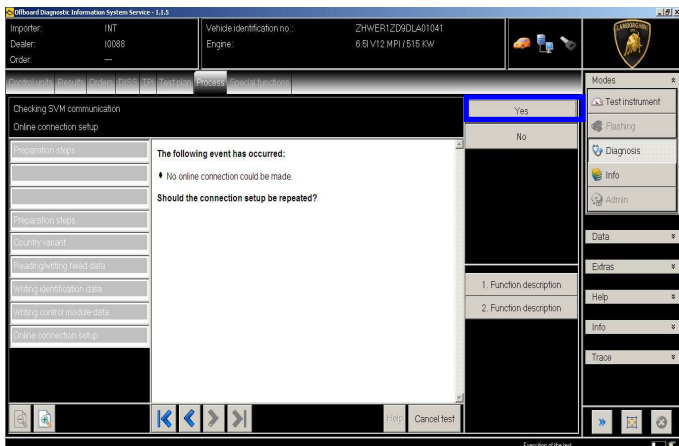 Offboard Diagnostic Information System Service - 1.1.5
Importer: INT
Dealer: I0088
Order: —
Vehicle identification no.: ZHWER1ZD9DLA01041
Engine: 6.5l V12 MPI / 515 KW
LAMBORGHINI
Control units Results Orders DISS TPI Test plan Process Special functions
Checking SVM communication
Online connection setup
Preparation steps
Preparation steps
Country variant
Reading/writing head data
Writing identification data
Writing control module data
Online connection setup
The following event has occurred:
• No online connection could be made.
Should the connection setup be repeated?
Yes
No
1. Function description
2. Function description
Help
Cancel test
Modes
Test instrument
Flashing
Diagnosis
Info
Admin
Data
Extras
Help
Info
Trace
Execution of the test